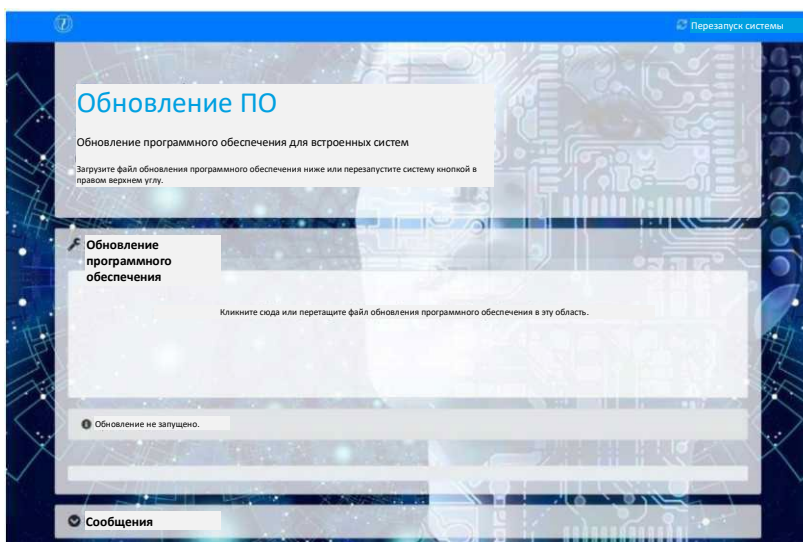 Перезапуск системы
Обновление ПО
Обновление программного обеспечения для встроенных систем
Загрузите файл обновления программного обеспечения ниже или перезапустите систему кнопкой в
правом верхнем углу.
Обновление
программного
обеспечения
Кликните сюда или перетащите файл обновления программного обеспечения в эту область.
Обновление не запущено.
Сообщения